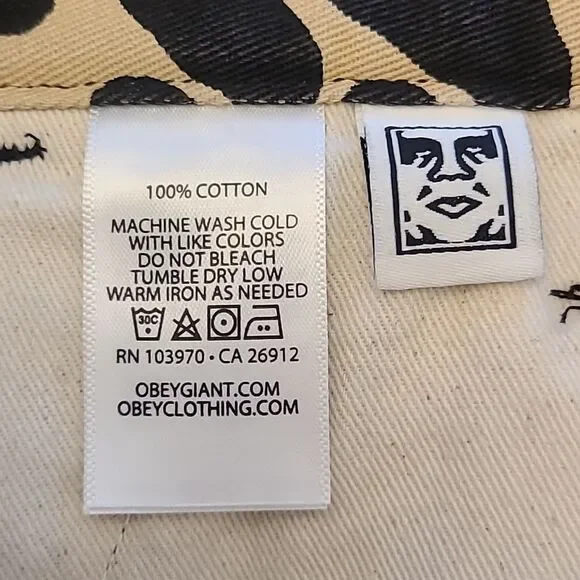 100% COTTON
MACHINE WASH COLD
WITH LIKE COLORS
DO NOT BLEACH
TUMBLE DRY LOW
WARM IRON AS NEEDED
30C
RN 103970 • CA 26912
OBEYGIANT.COM
OBEYCLOTHING.COM